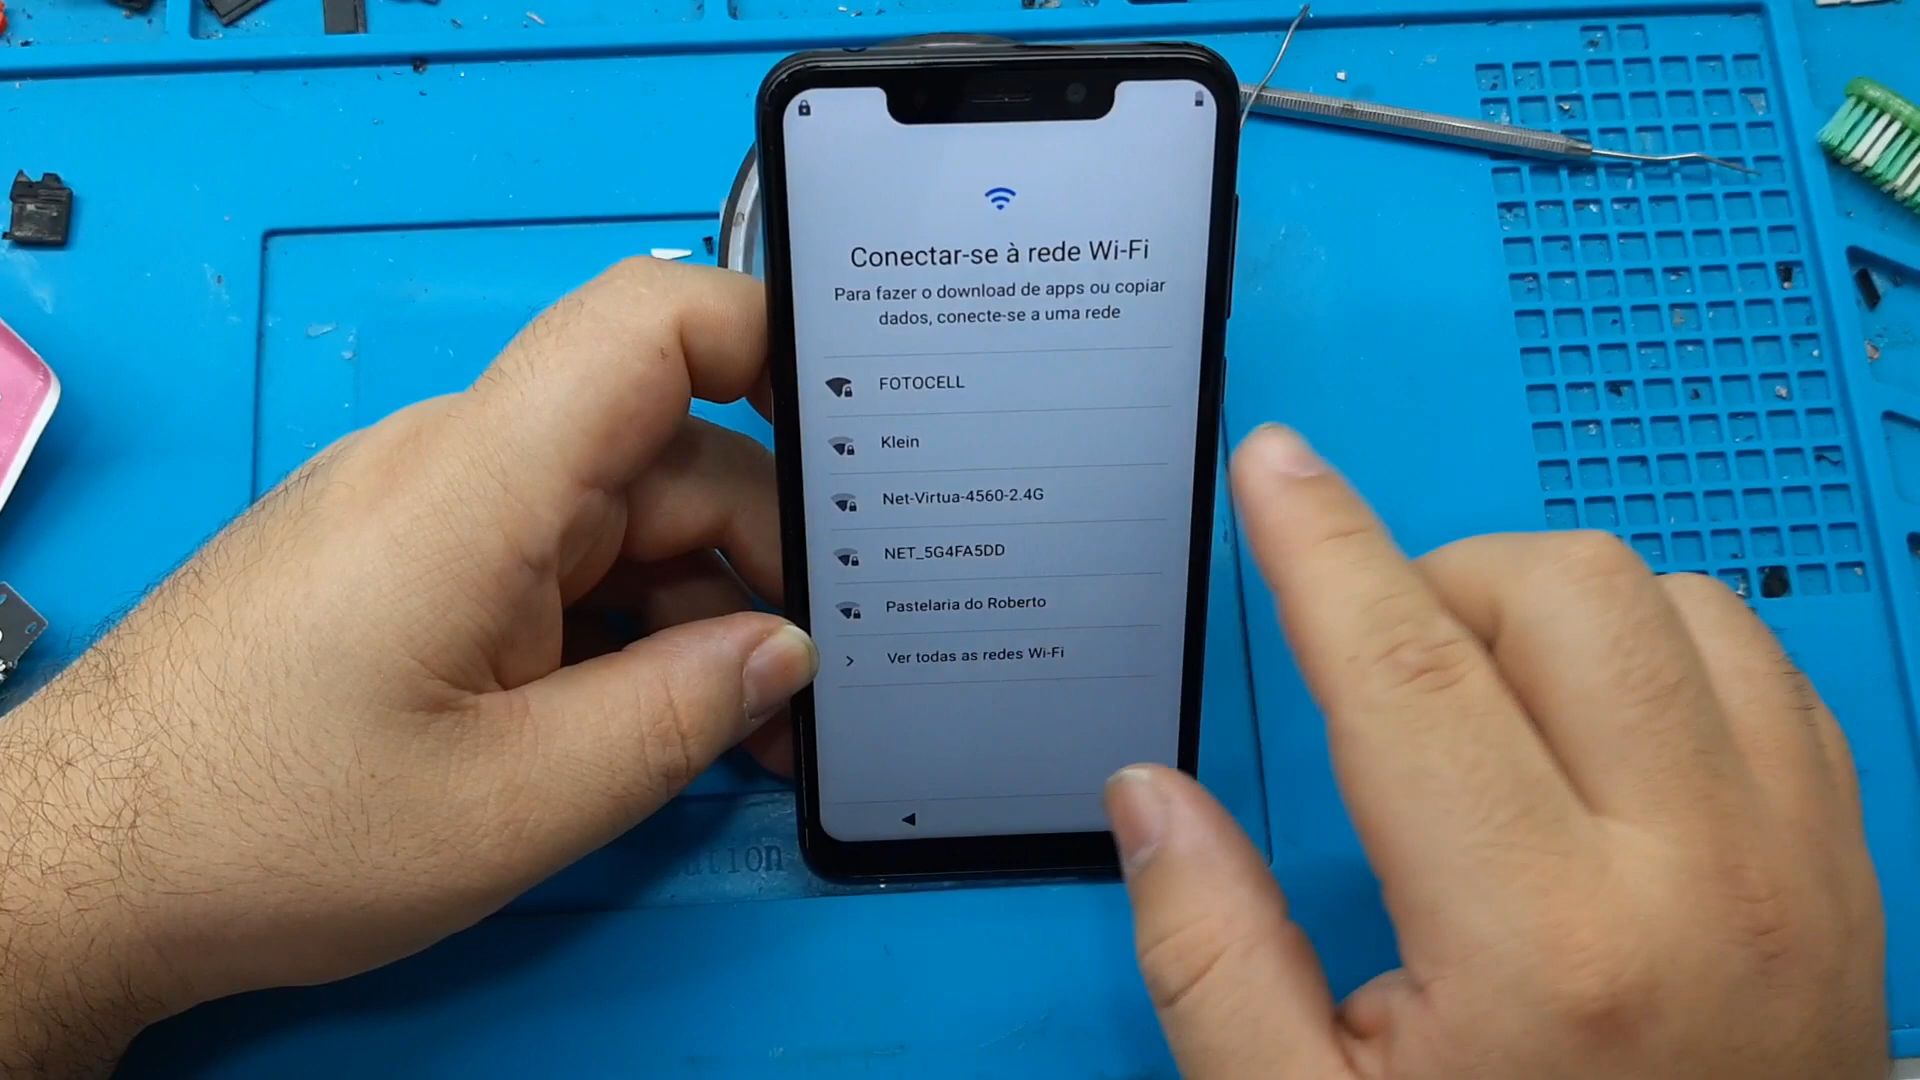 Conectar-se à rede Wi-Fi
Para fazer o download de apps ou copiar
dados, conecte-se a uma rede
FOTOCELL
Klein
Net-Virtua-4560-2.4G
NET_5G4FA5DD
Pastelaria do Roberto
Ver todas as redes Wi-Fi